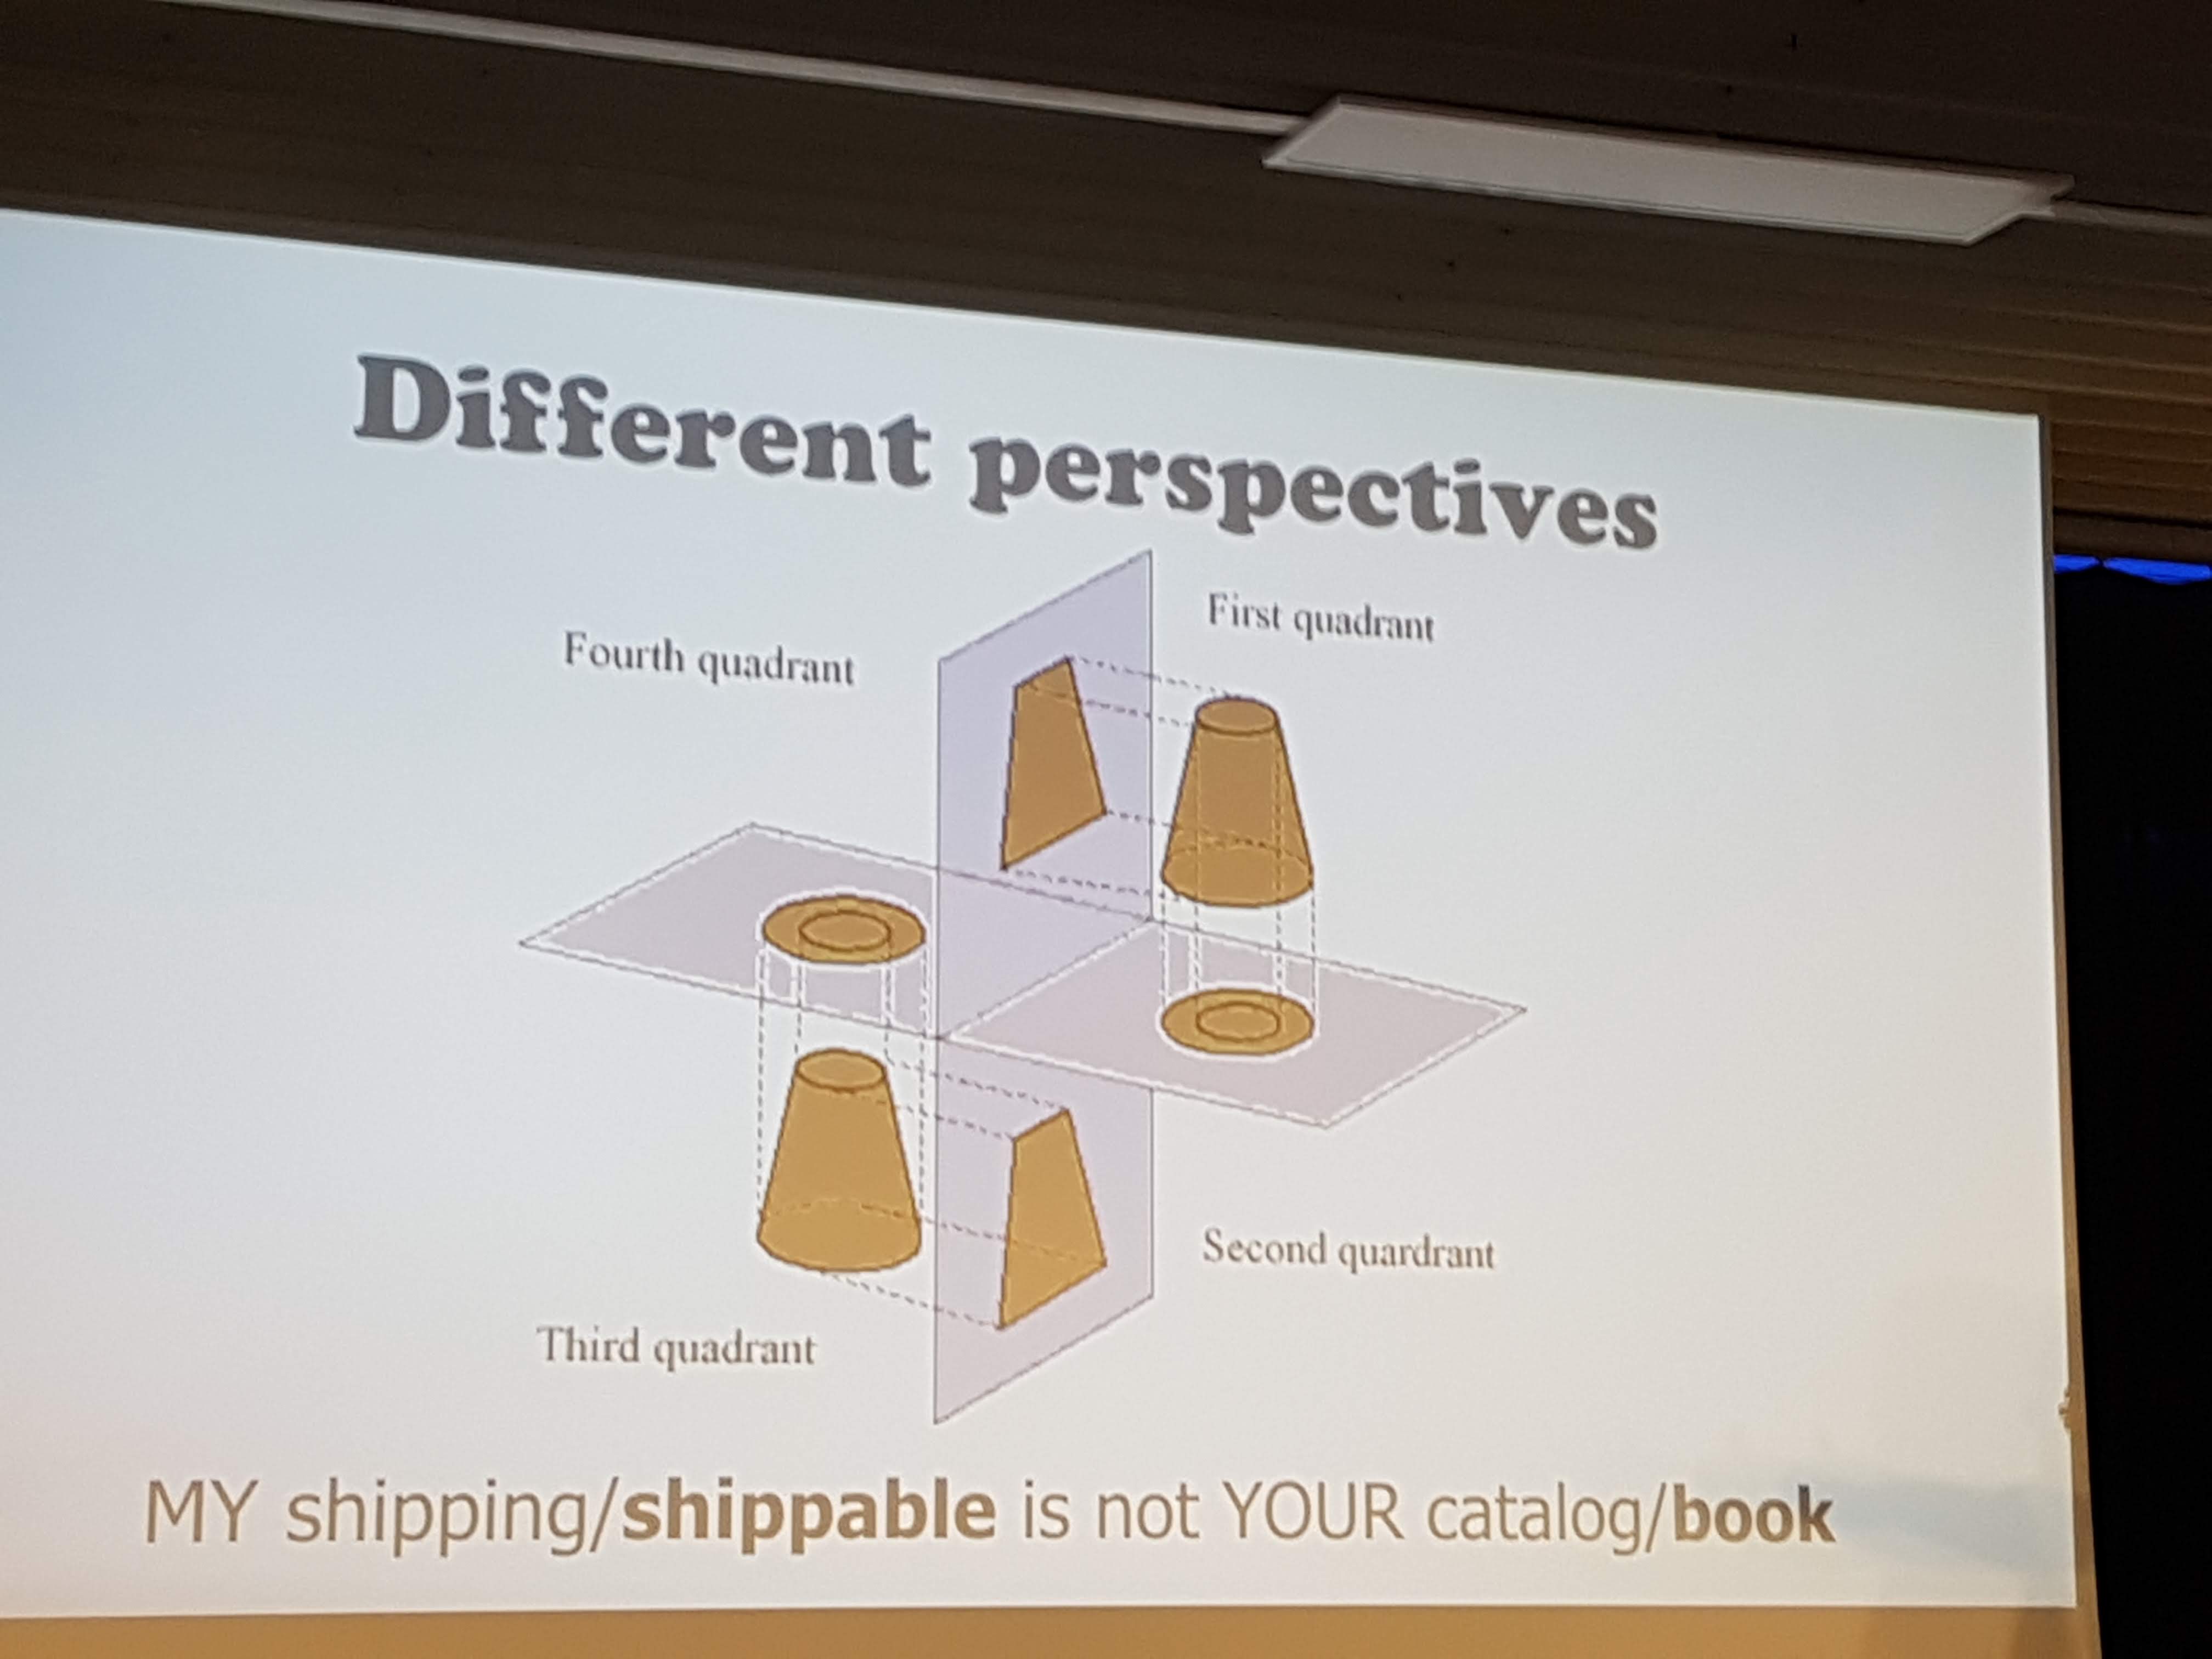 Different perspectives
First quadrant
Fourth quadrant
Second quardrant
Third quadrant
MY shipping/shippable is not YOUR catalog/book